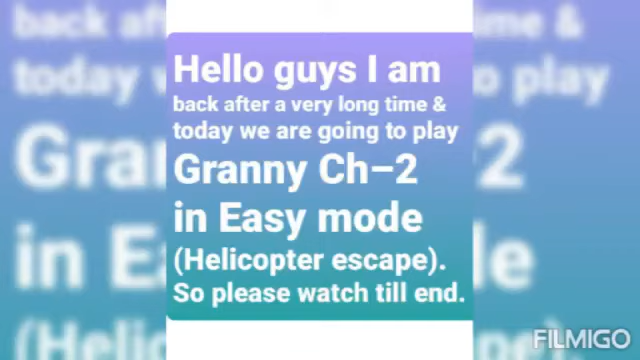 Hello guys I am
back after a very long time &
today we are going to play
Granny Ch–2
in Easy mode
(Helicopter escape).
So please watch till end.
FILMIGO